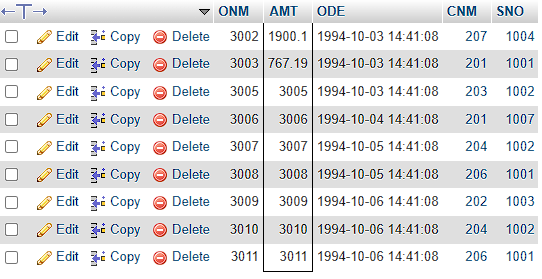 ←T→ ▼ ONM AMT ODE CNM SNO
Edit Copy Delete 3002 1900.1 1994-10-03 14:41:08 207 1004
Edit Copy Delete 3003 767.19 1994-10-03 14:41:08 201 1001
Edit Copy Delete 3005 3005 1994-10-03 14:41:08 203 1002
Edit Copy Delete 3006 3006 1994-10-04 14:41:08 201 1007
Edit Copy Delete 3007 3007 1994-10-05 14:41:08 204 1002
Edit Copy Delete 3008 3008 1994-10-05 14:41:08 206 1001
Edit Copy Delete 3009 3009 1994-10-06 14:41:08 202 1003
Edit Copy Delete 3010 3010 1994-10-06 14:41:08 204 1002
Edit Copy Delete 3011 3011 1994-10-06 14:41:08 206 1001